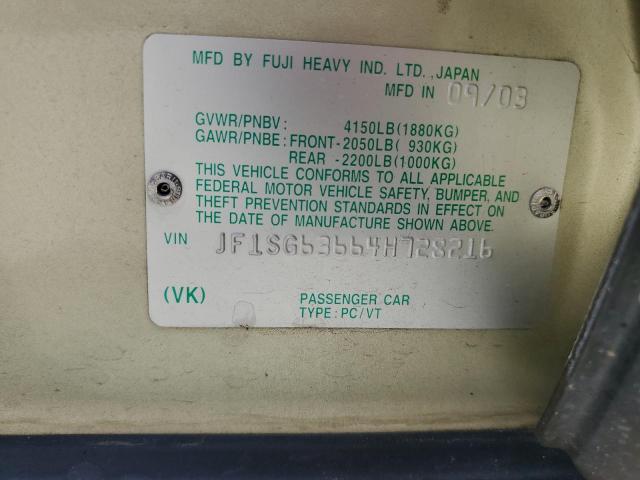 MFD BY FUJI HEAVY IND. LTD., JAPAN
MFD IN 09/03
GVWR/PNBV: 4150LB(1880KG)
GAWR/PNBE: FRONT-2050LB( 930KG)
REAR -2200LB(1000KG)
THIS VEHICLE CONFORMS TO ALL APPLICABLE
FEDERAL MOTOR VEHICLE SAFETY, BUMPER, AND
THEFT PREVENTION STANDARDS IN EFFECT ON
THE DATE OF MANUFACTURE SHOWN ABOVE.
VIN JF1SG63664H728216
(VK) PASSENGER CAR
TYPE: PC/VT